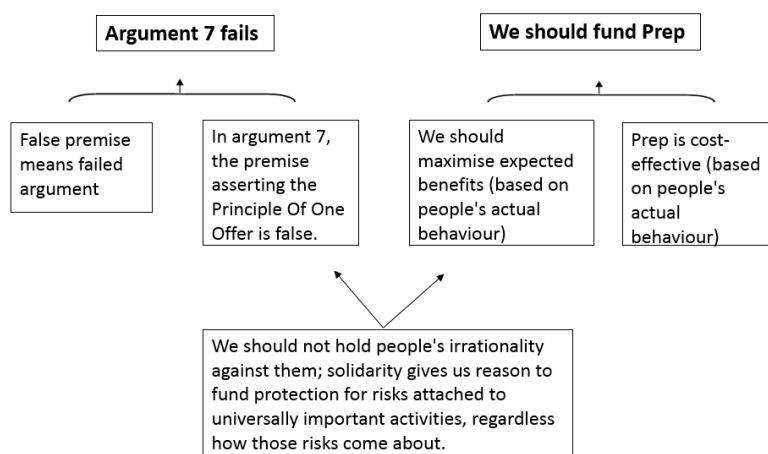 Argument 7 fails
We should fund Prep
False premise
means failed
argument
In argument 7,
the premise
asserting the
Principle Of One
Offer is false.
We should
maximise expected
benefits (based on
people's actual
behaviour)
Prep is cost-
effective (based
on people's
actual
behaviour)
We should not hold people's irrationality
against them; solidarity gives us reason to
fund protection for risks attached to
universally important activities, regardless
how those risks come about.